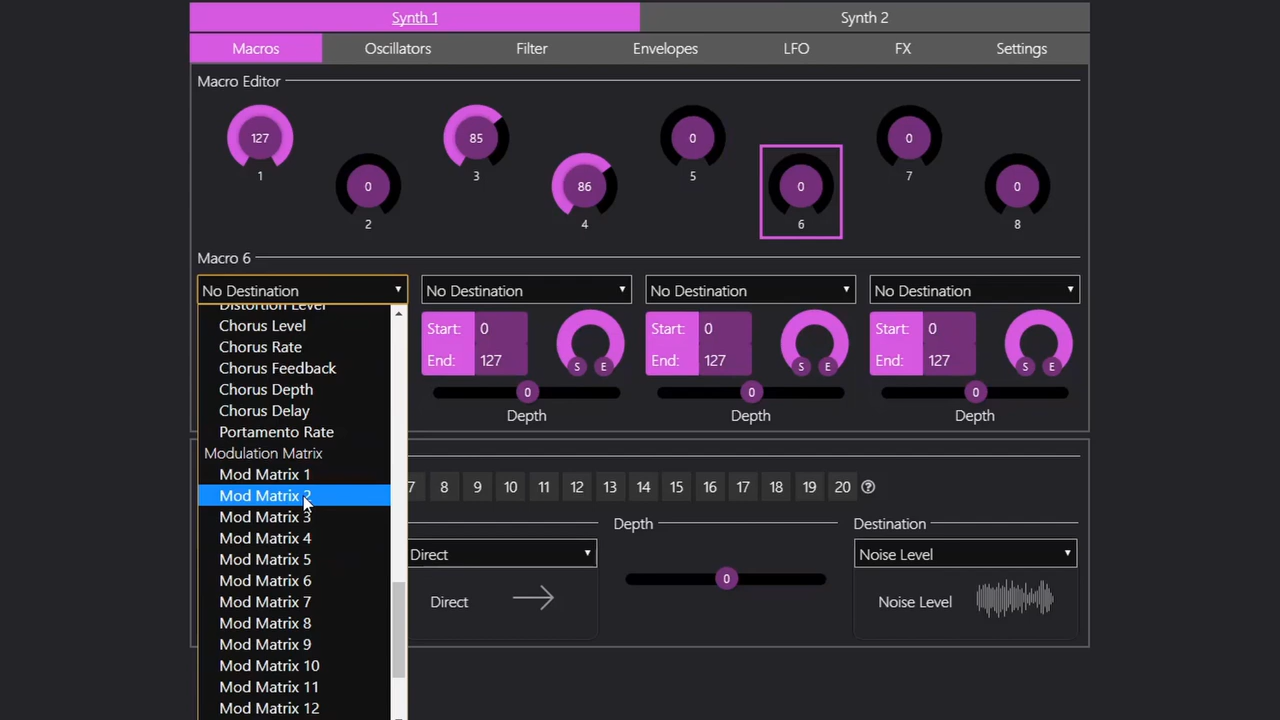 Synth 1 Synth 2
Macros Oscillators Filter Envelopes LFO FX Settings
Macro Editor
127 85 0 0
1 3 5 7
0 86 0 0
2 4 6 8
Macro 6
No Destination No Destination No Destination No Destination
Distortion Level
Chorus Level
Chorus Rate
Chorus Feedback
Chorus Depth
Chorus Delay
Portamento Rate
Modulation Matrix
Mod Matrix 1
Mod Matrix 2
Mod Matrix 3
Mod Matrix 4
Mod Matrix 5
Mod Matrix 6
Mod Matrix 7
Mod Matrix 8
Mod Matrix 9
Mod Matrix 10
Mod Matrix 11
Mod Matrix 12
Start: 0 S E Start: 0 S E Start: 0 S E
End: 127 End: 127 End: 127
0 0 0
Depth Depth Depth
7 8 9 10 11 12 13 14 15 16 17 18 19 20 ?
Depth Destination
Direct 0 Noise Level
Direct Noise Level